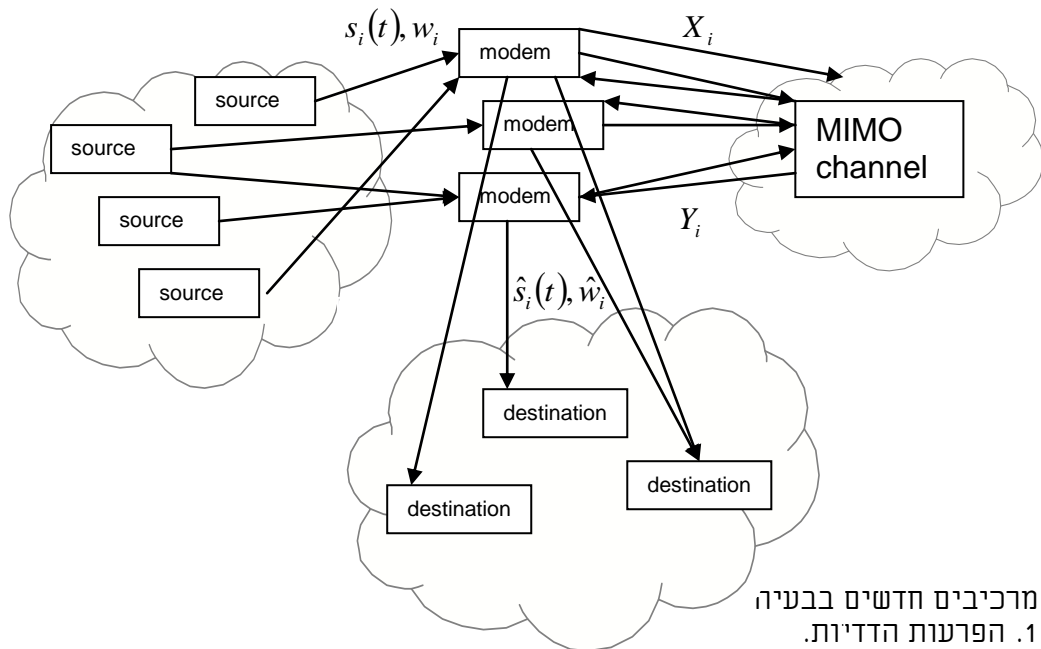 s_i(t), w_i
X_i
modem
source
modem
MIMO
channel
source
modem
source
Y_i
source
ŝ_i(t), ŵ_i
destination
destination
destination
מרכיבים חדשים בבעיה
1. הפרעות הדדיות.